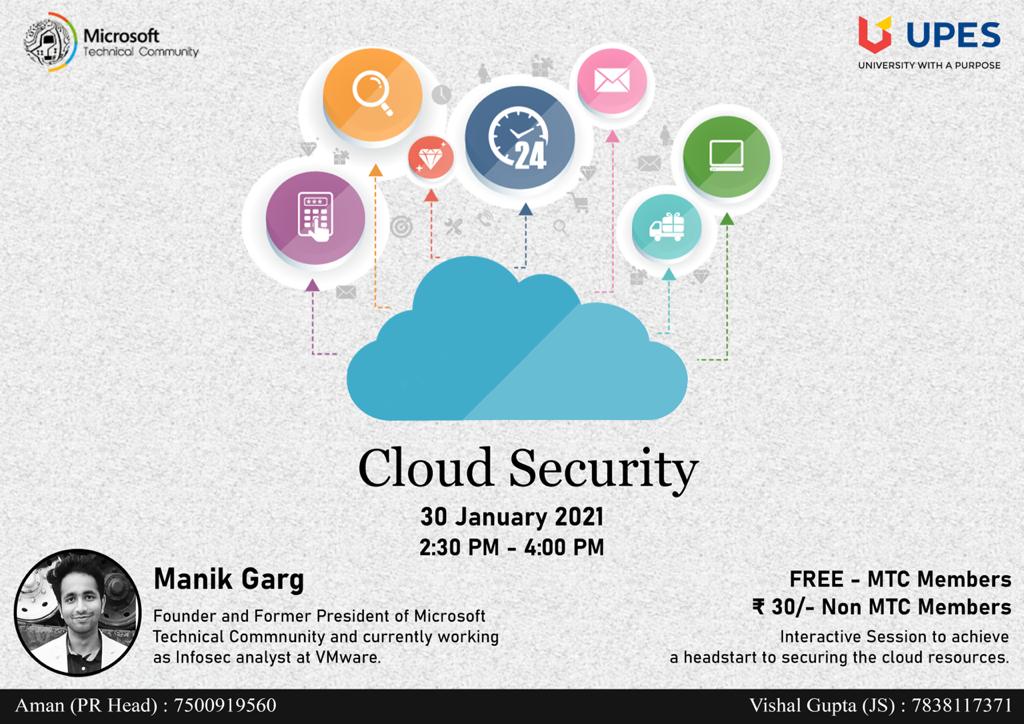 Microsoft
Technical Community
UPES
UNIVERSITY WITH A PURPOSE
24
Cloud Security
30 January 2021
2:30 PM - 4:00 PM
Manik Garg
Founder and Former President of Microsoft
Technical Commnunity and currently working
as Infosec analyst at VMware.
FREE - MTC Members
₹ 30/- Non MTC Members
Interactive Session to achieve
a headstart to securing the cloud resources.
Aman (PR Head) : 7500919560
Vishal Gupta (JS) : 7838117371